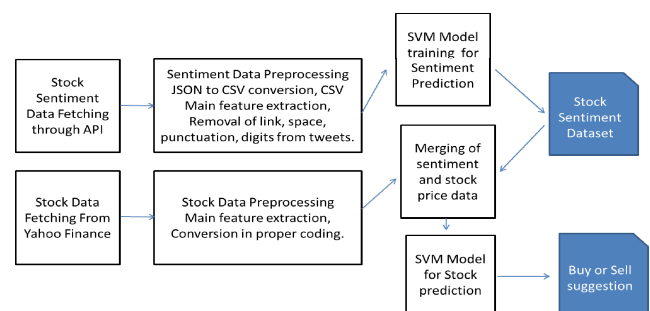 Stock
Sentiment
Data Fetching
through API
Sentiment Data Preprocessing
JSON to CSV conversion, CSV
Main feature extraction,
Removal of link, space,
punctuation, digits from tweets.
SVM Model
training for
Sentiment
Prediction
Stock
Sentiment
Dataset
Merging of
sentiment
and stock
price data
Stock Data
Fetching From
Yahoo Finance
Stock Data Preprocessing
Main feature extraction,
Conversion in proper coding.
SVM Model
for Stock
prediction
Buy or Sell
suggestion